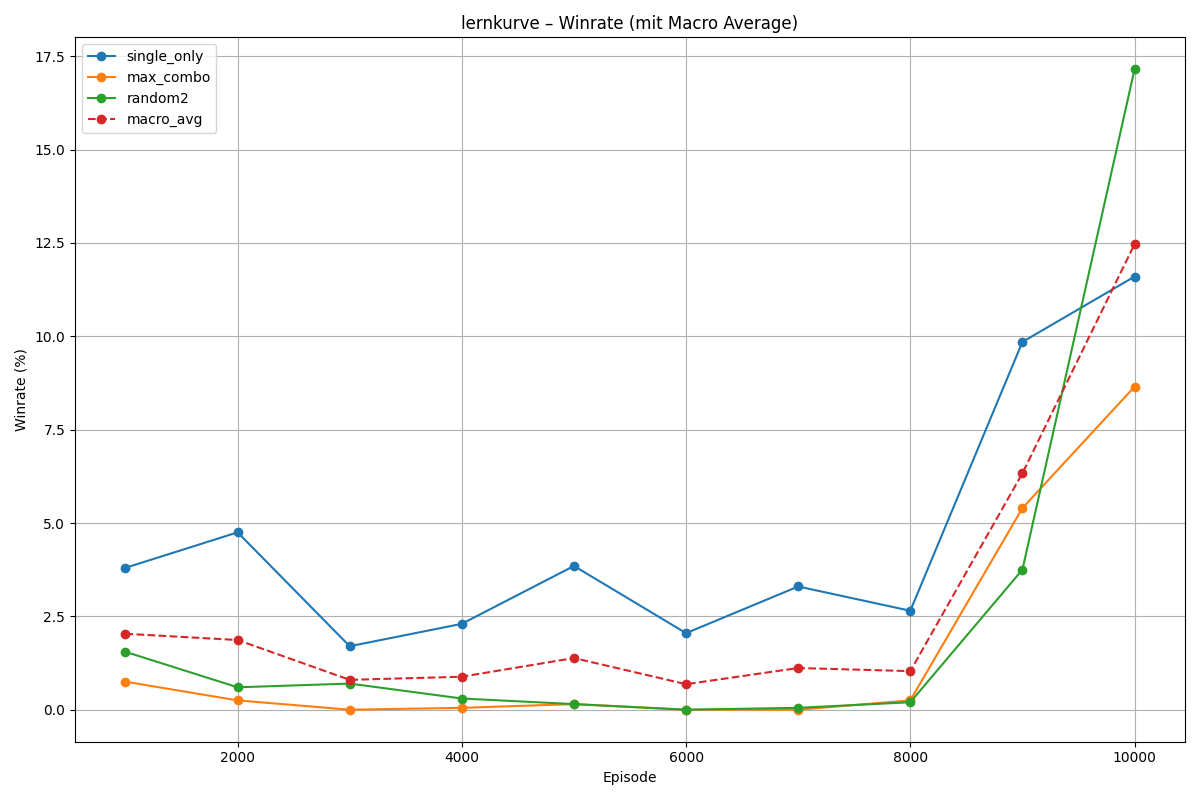 lernkurve – Winrate (mit Macro Average)
single_only
max_combo
random2
macro_avg
17.5
15.0
12.5
10.0
7.5
5.0
2.5
0.0
Winrate (%)
2000
4000
6000
8000
10000
Episode